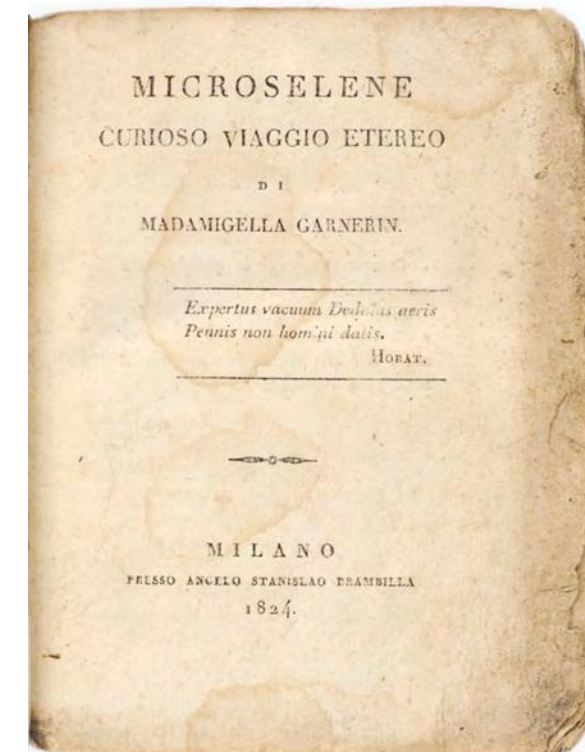 MICROSELENE
CURIOSO VIAGGIO ETEREO
DI
MADAMIGELLA GARNERIN.
Expertus vacuum Dedalus aeris
Pennis non homini datis.
HORAT.
MILANO
PRESSO ANGELO STANISLAO BRAMBILLA
1824.